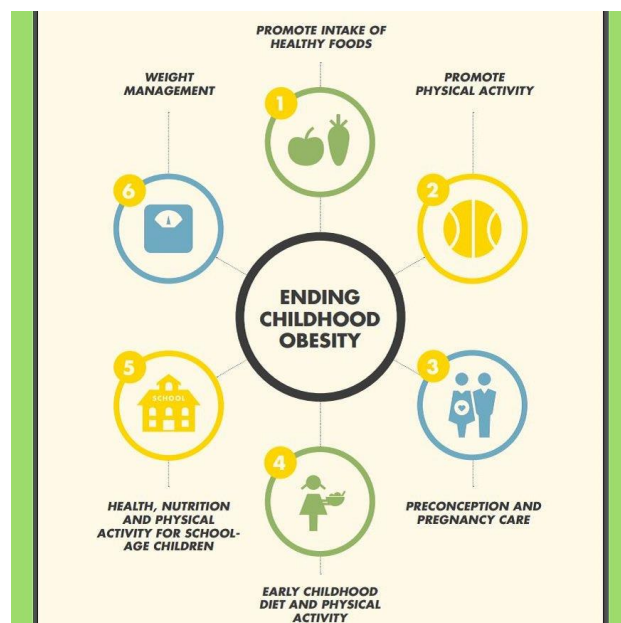 PROMOTE INTAKE OF
HEALTHY FOODS
1
PROMOTE
PHYSICAL ACTIVITY
2
3
PRECONCEPTION AND
PREGNANCY CARE
4
EARLY CHILDHOOD
DIET AND PHYSICAL
ACTIVITY
5
SCHOOL
HEALTH, NUTRITION
AND PHYSICAL
ACTIVITY FOR SCHOOL-
AGE CHILDREN
WEIGHT
MANAGEMENT
6
ENDING
CHILDHOOD
OBESITY